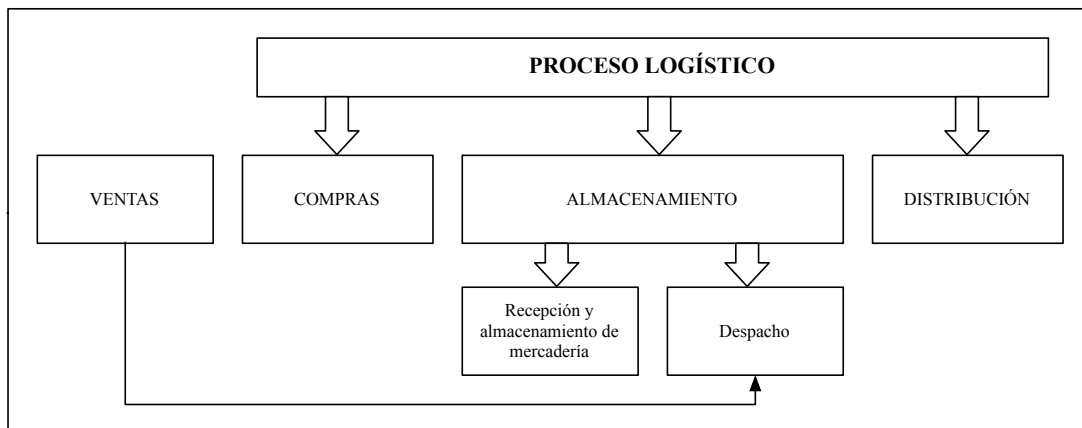 PROCESO LOGÍSTICO
VENTAS
COMPRAS
ALMACENAMIENTO
DISTRIBUCIÓN
Recepción y
almacenamiento de
mercadería
Despacho